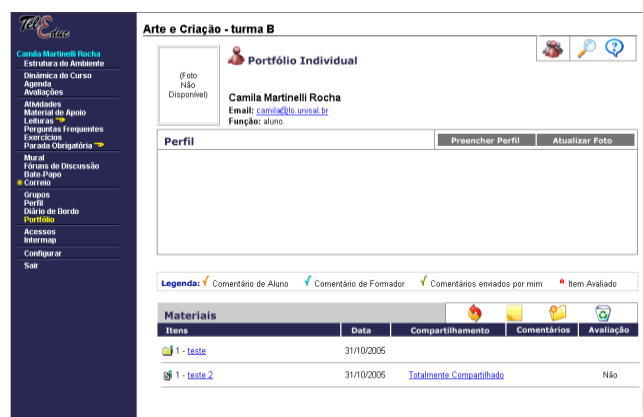 TelEduc
Camila Martinelli Rocha
Estrutura do Ambiente
Dinâmica do Curso
Agenda
Avaliações
Atividades
Material de Apoio
Leituras
Perguntas Frequentes
Exercícios
Parada Obrigatória
Mural
Fóruns de Discussão
Bate-Papo
Correio
Grupos
Perfil
Diário de Bordo
Portfólio
Acessos
Intermap
Configurar
Sair
Arte e Criação - turma B
(Foto
Não
Disponível)
Portfólio Individual
Camila Martinelli Rocha
Email: camila@lo.unisal.br
Função: aluno.
Perfil Preencher Perfil Atualizar Foto
Legenda: Comentário de Aluno Comentário de Formador Comentários enviados por mim Item Avaliado
Materiais
Itens Data Compartilhamento Comentários Avaliação
1 - teste 31/10/2005
1 - teste 2 31/10/2005 Totalmente Compartilhado Não